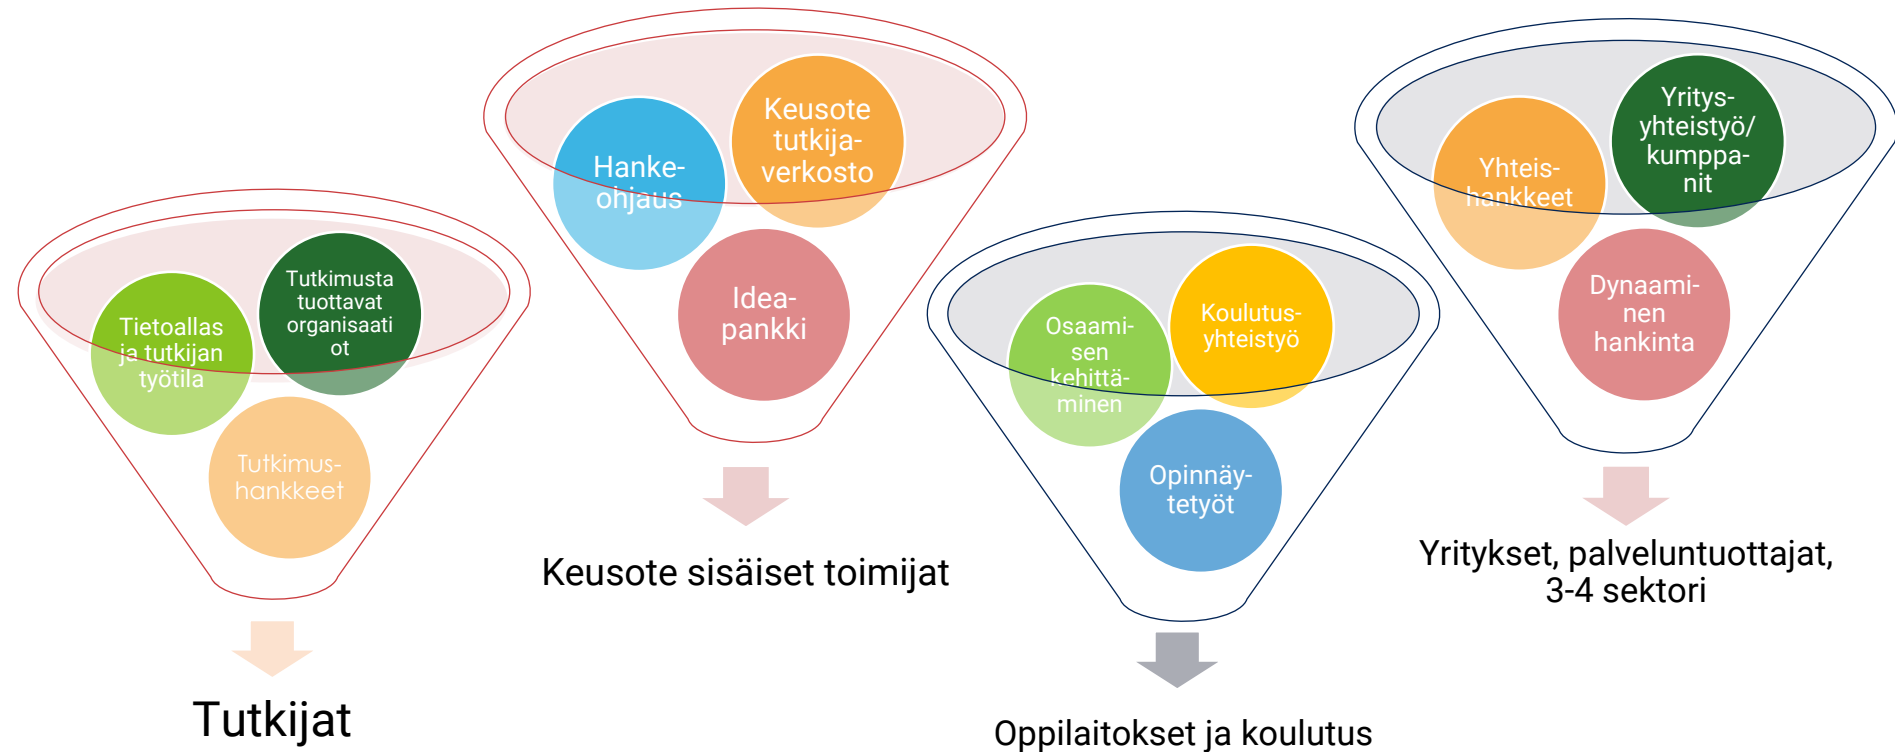 Tietoallas
ja tutkijan
työtila
Tutkimusta
tuottavat
organisaati
ot
Tutkimus-
hankkeet
Tutkijat
Hanke-
ohjaus
Keusote
tutkija-
verkosto
Idea-
pankki
Keusote sisäiset toimijat
Osaami-
sen
kehittä-
minen
Koulutus-
yhteistyö
Opinnäy-
tetyöt
Oppilaitokset ja koulutus
Yhteis-
hankkeet
Yritys-
yhteistyö/
kumppa-
nit
Dynaami-
nen
hankinta
Yritykset, palveluntuottajat,
3-4 sektori